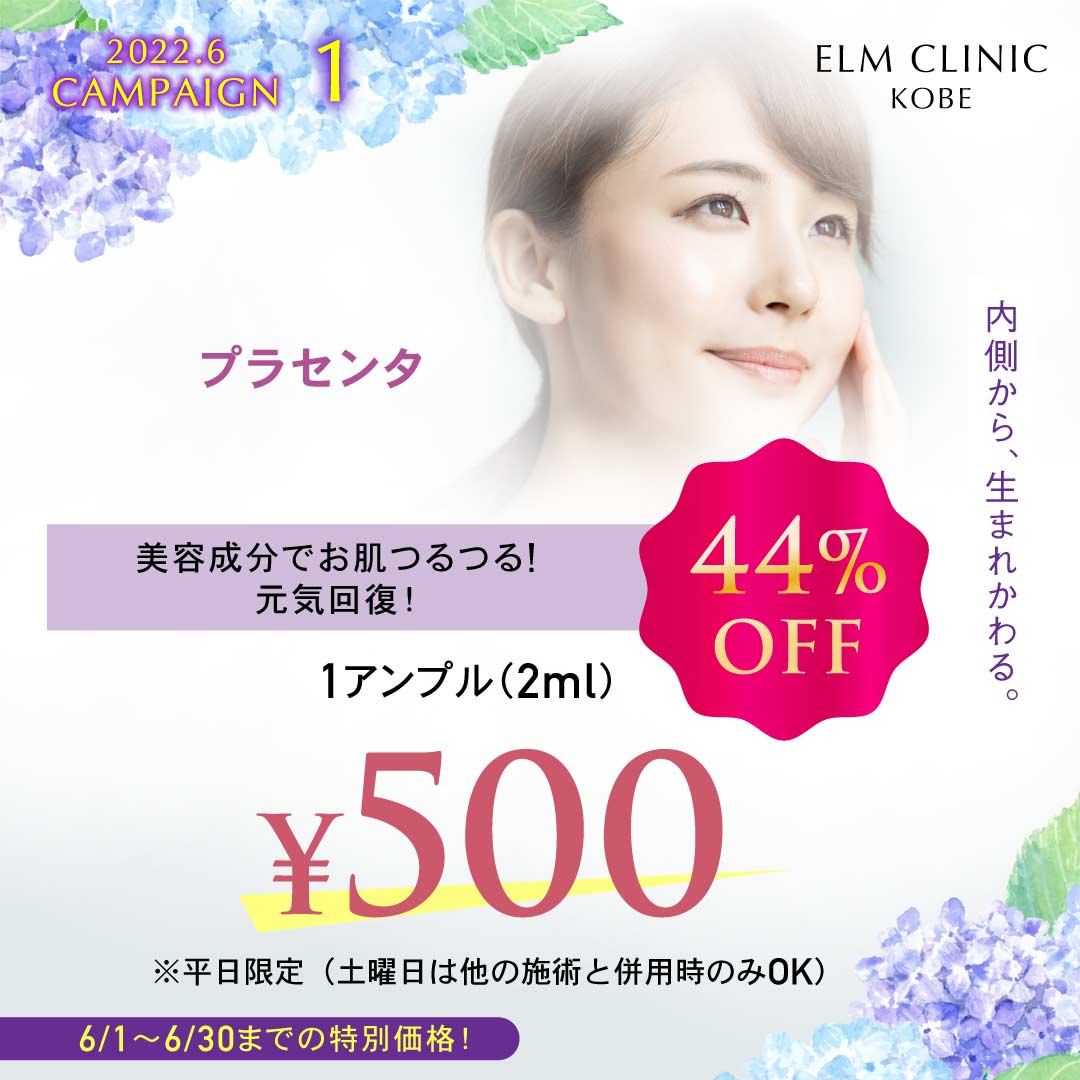 2022.6
CAMPAIGN 1
ELM CLINIC
KOBE
プラセンタ
内側から、生まれかわる。
美容成分でお肌つるつる！
元気回復！
44%
OFF
1アンプル（2ml）
¥500
※平日限定（土曜日は他の施術と併用時のみOK）
6/1～6/30までの特別価格！